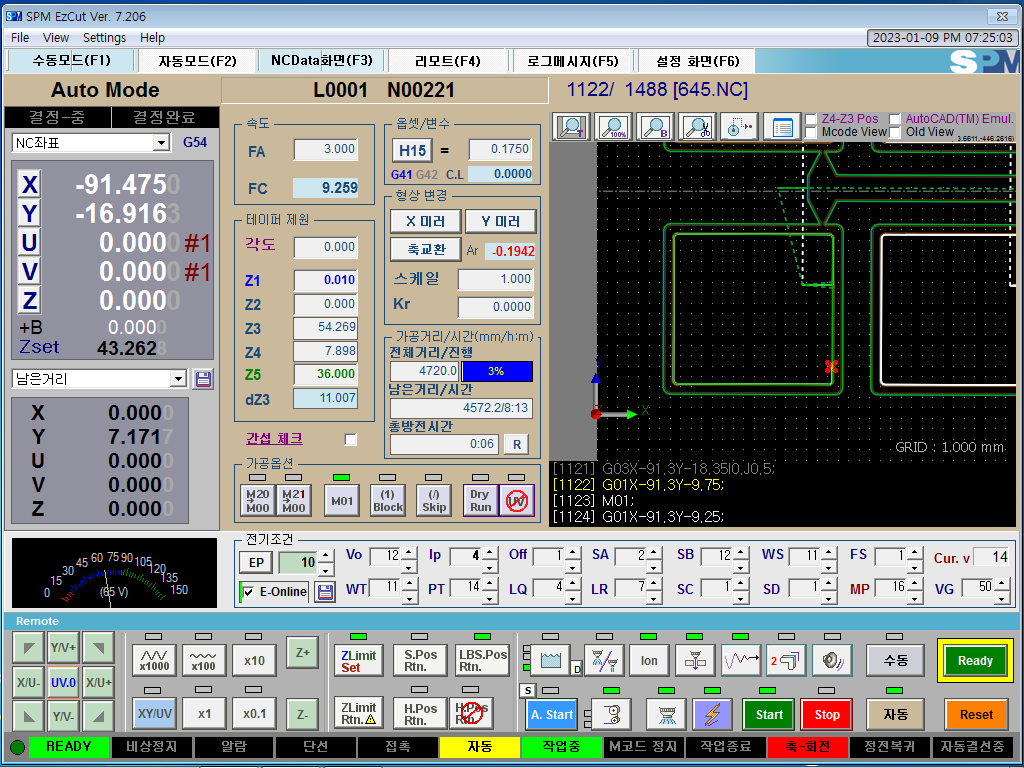 SPM EzCut Ver. 7.206
File View Settings Help
2023-01-09 PM 07:25:03
수동모드(F1) 자동모드(F2) NCData화면(F3) 리모트(F4) 로그메시지(F5) 설정 화면(F6) SPM
Auto Mode L0001 N00221 1122/ 1488 [645.NC]
결정-중 결정완료
NC좌표 G54
X -91.4750
Y -16.9163
U 0.0000 #1
V 0.0000 #1
Z 0.0000
+B 0.0000
Zset 43.2628
남은거리
X 0.0000
Y 7.1717
U 0.0000
V 0.0000
Z 0.0000
속도
FA 3.000
FC 9.259
테이퍼 제원
각도 0.000
Z1 0.010
Z2 0.000
Z3 54.269
Z4 7.898
Z5 36.000
dZ3 11.007
간섭 체크
옵셋/변수
H15 = 0.1750
G41 G42 C.L 0.0000
형상 변경
X 미러 Y 미러
축교환 Ar -0.1942
스케일 1.000
Kr 0.0000
가공거리/시간(mm/h:m)
전체거리/진행
4720.0 3%
남은거리/시간
4572.2/8:13
총방전시간
0:06 R
가공옵션
M20 M00 M21 M00 M01 (1) Block (/) Skip Dry Run UV
100% B
Z4-Z3 Pos AutoCAD(TM) Emul.
Mcode View Old View
3.6611,-446.2616)
Y
X
GRID : 1.000 mm
[1121] G03X-91,3Y-18,35I0,J0,5;
[1122] G01X-91,3Y-9,75;
[1123] M01;
[1124] G01X-91,3Y-9,25;
0 15 30 45 60 75 90 105 120 135 150
(65 V)
전기조건
EP 10 Vo 12 Ip 4 Off 1 SA 2 SB 12 WS 11 FS 1 Cur. v 14
E-Online WT 11 PT 14 LQ 4 LR 7 SC 1 SD 1 MP 16 VG 50
Remote
Y/V+
X/U- UV.0 X/U+
Y/V-
x1000 x100 x10 Z+
XY/UV x1 x0.1 Z-
ZLimit Set S.Pos Rtn. LBS.Pos Rtn.
ZLimit Rtn. H.Pos Rtn. H.Pos Rtn.
D Ion 2 수동 Ready
S A. Start Start Stop 자동 Reset
READY 비상정지 알람 단선 접촉 자동 작업중 M코드 정지 작업종료 축-회전 정전복귀 자동결선중